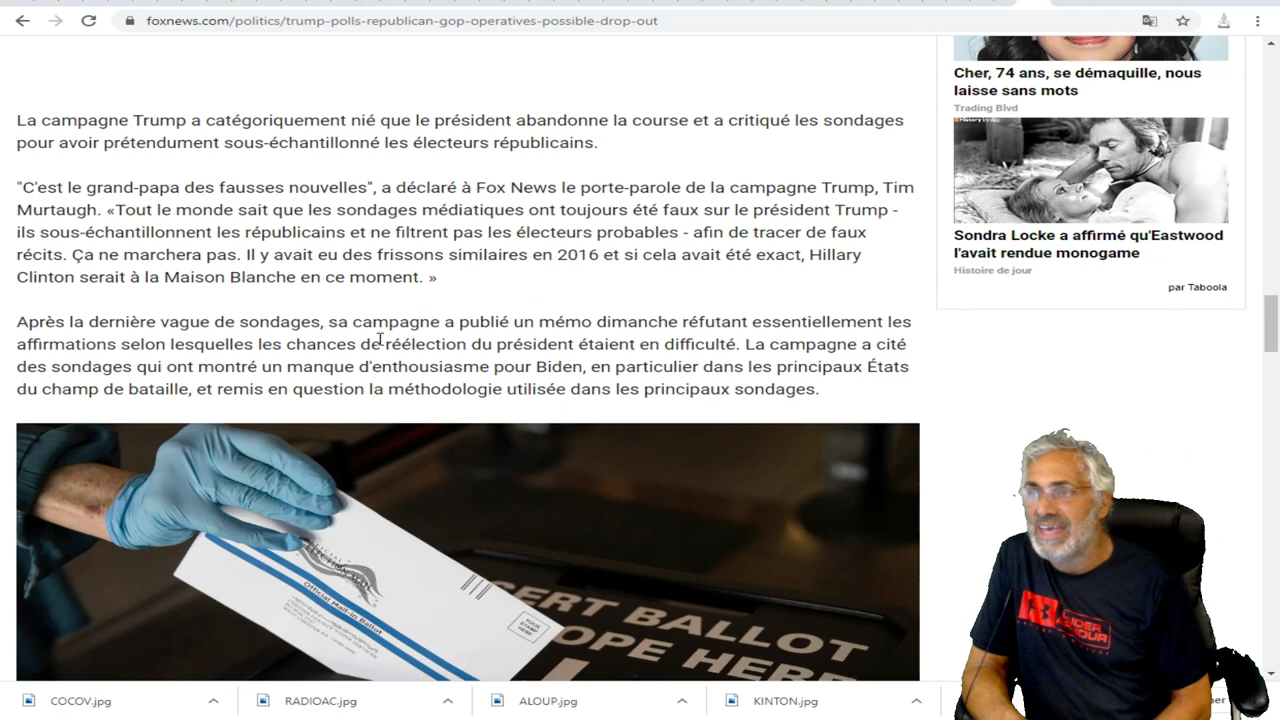 foxnews.com/politics/trump-polls-republican-gop-operatives-possible-drop-out
La campagne Trump a catégoriquement nié que le président abandonne la course et a critiqué les sondages
pour avoir prétendument sous-échantillonné les électeurs républicains.
"C'est le grand-papa des fausses nouvelles", a déclaré à Fox News le porte-parole de la campagne Trump, Tim
Murtaugh. «Tout le monde sait que les sondages médiatiques ont toujours été faux sur le président Trump -
ils sous-échantillonnent les républicains et ne filtrent pas les électeurs probables - afin de tracer de faux
récits. Ça ne marchera pas. Il y avait eu des frissons similaires en 2016 et si cela avait été exact, Hillary
Clinton serait à la Maison Blanche en ce moment. »
Après la dernière vague de sondages, sa campagne a publié un mémo dimanche réfutant essentiellement les
affirmations selon lesquelles les chances de réélection du président étaient en difficulté. La campagne a cité
des sondages qui ont montré un manque d'enthousiasme pour Biden, en particulier dans les principaux États
du champ de bataille, et remis en question la méthodologie utilisée dans les principaux sondages.
Cher, 74 ans, se démaquille, nous
laisse sans mots
Trading Blvd
History by day
Sondra Locke a affirmé qu'Eastwood
l'avait rendue monogame
Histoire de jour
par Taboola
Official Mail-in Ballot
YOUR
STAMP
HERE
SERT BALLOT
OPE HERE
UNDER
ARMOUR
COCOV.jpg
RADIOAC.jpg
ALOUP.jpg
KINTON.jpg